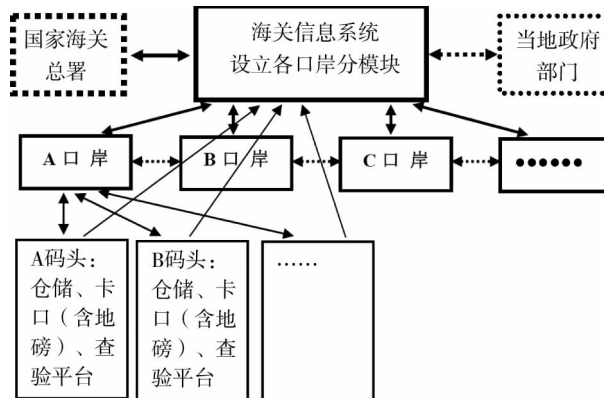 国家海关
总署
海关信息系统
设立各口岸分模块
当地政府
部门
A 口 岸
B 口 岸
C 口 岸
●●●●●●
A码头：
仓储、卡
口（含地
磅）、查
验平台
B码头：
仓储、卡
口（含地
磅）、查
验平台
……